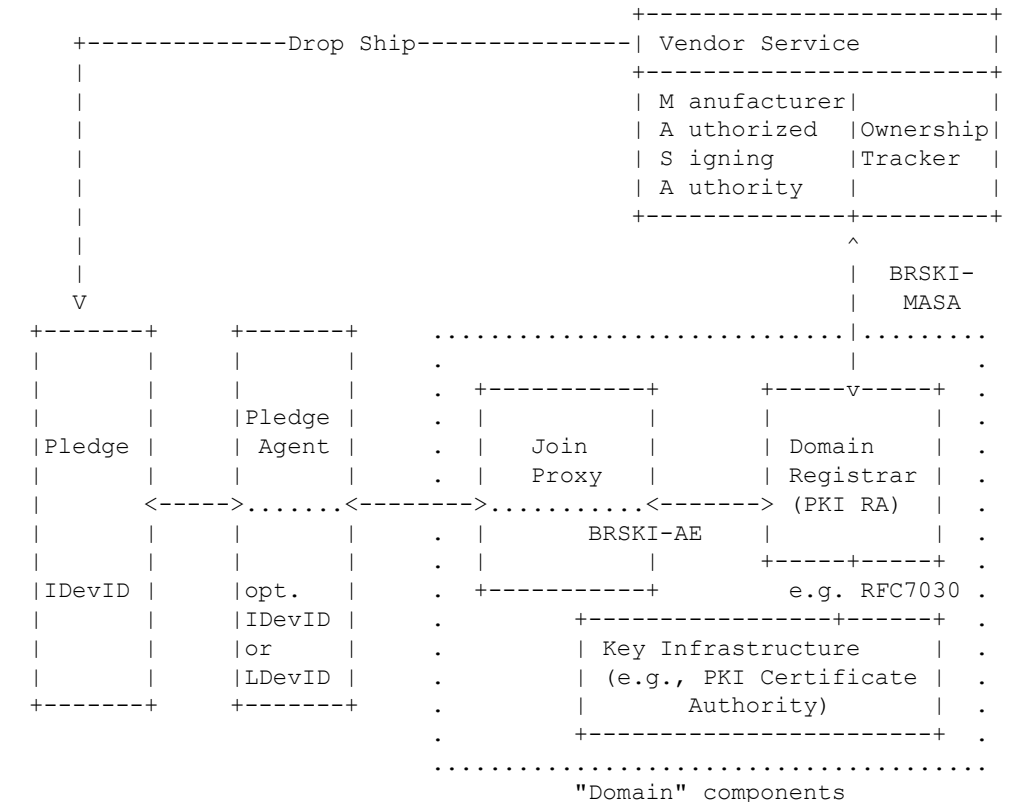 Drop Ship | Vendor Service
M anufacturer
A uthorized Ownership
S igning Tracker
A uthority
BRSKI-
MASA
Pledge
Pledge Agent Join Domain
Proxy Registrar
(PKI RA)
BRSKI-AE
IDevID opt. e.g. RFC7030
IDevID
or Key Infrastructure
LDevID (e.g., PKI Certificate
Authority)
"Domain" components